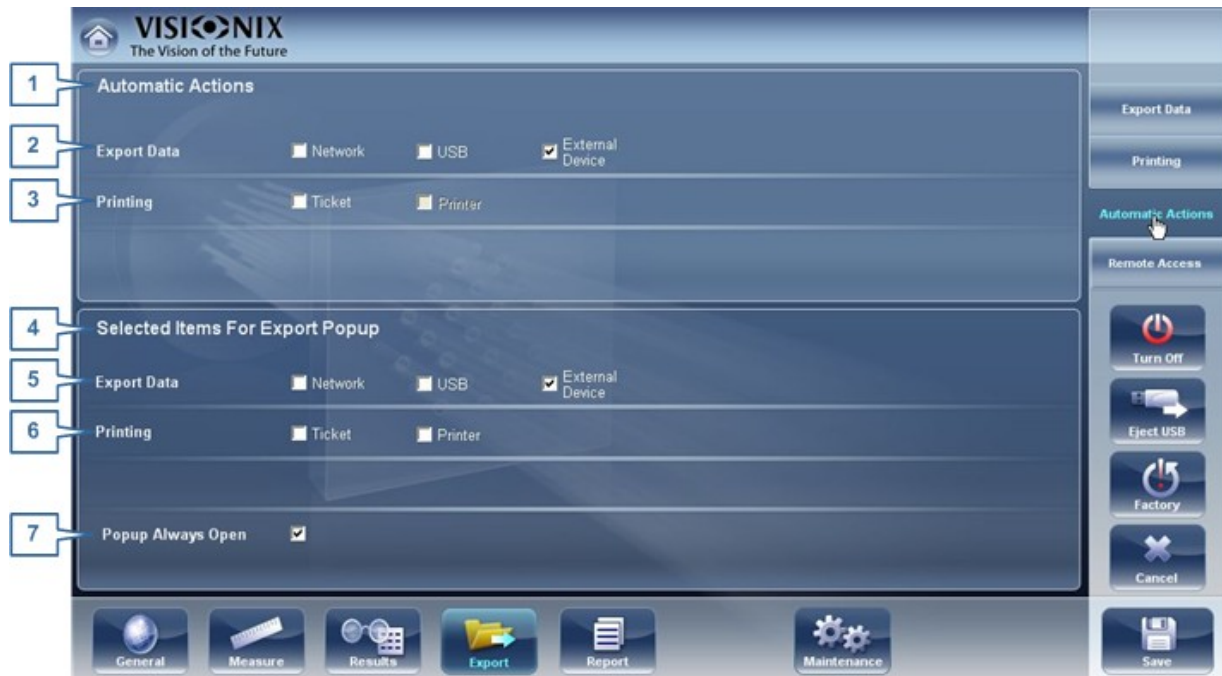 VISIONIX
The Vision of the Future
1
Automatic Actions
2
Export Data
Network
USB
External
Device
3
Printing
Ticket
Printer
4
Selected Items For Export Popup
5
Export Data
Network
USB
External
Device
6
Printing
Ticket
Printer
7
Popup Always Open
Export Data
Printing
Automatic Actions
Remote Access
Turn Off
Eject USB
Factory
Cancel
General
Measure
Results
Export
Report
Maintenance
Save